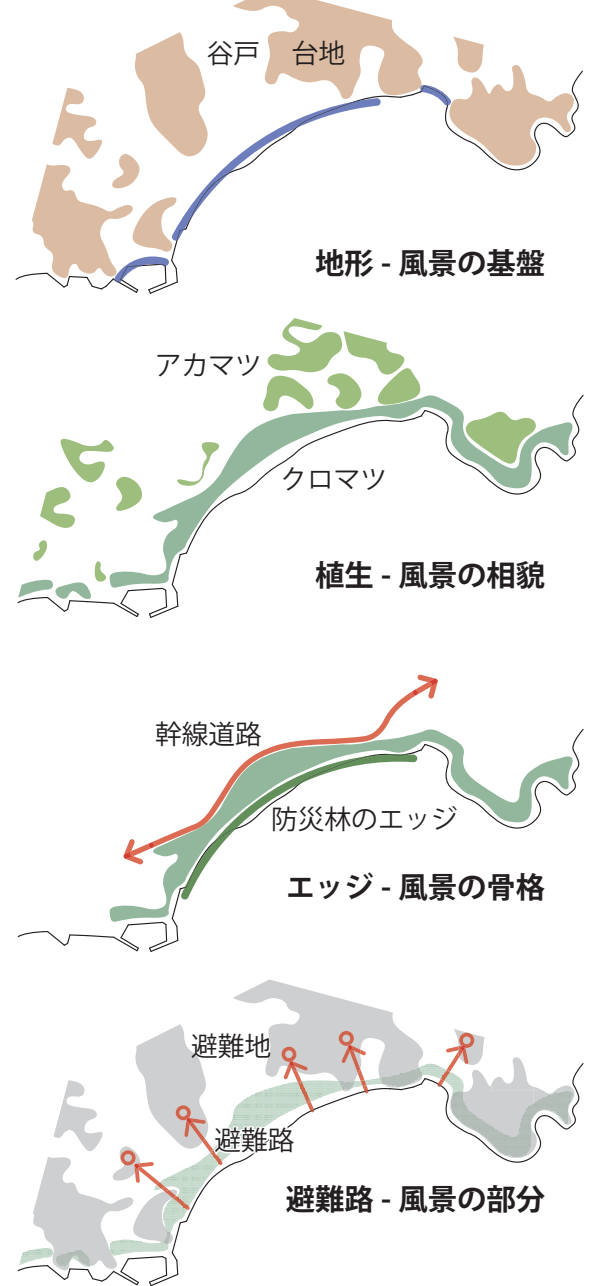 谷戸 台地
地形 - 風景の基盤
アカマツ
クロマツ
植生 - 風景の相貌
幹線道路
防災林のエッジ
エッジ - 風景の骨格
避難地
避難路
避難路 - 風景の部分